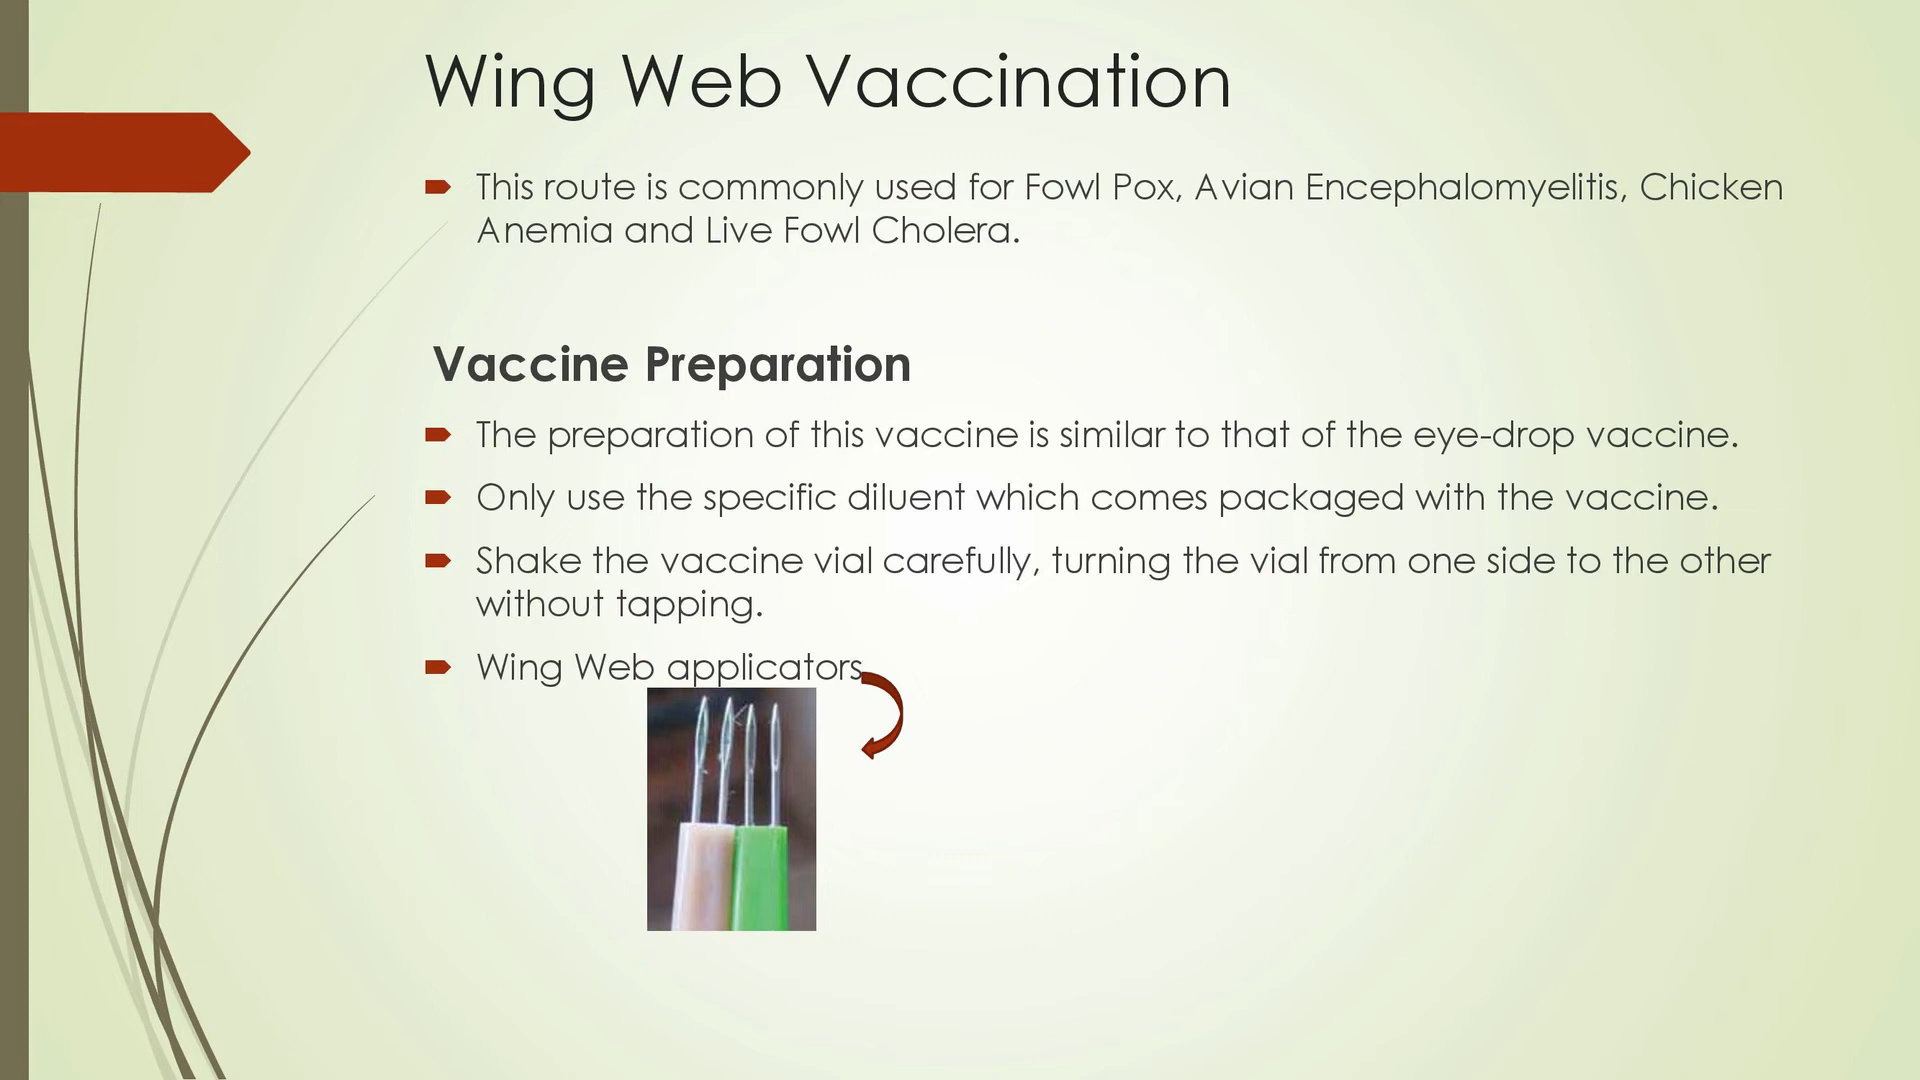 Wing Web Vaccination
This route is commonly used for Fowl Pox, Avian Encephalomyelitis, Chicken
Anemia and Live Fowl Cholera.
Vaccine Preparation
The preparation of this vaccine is similar to that of the eye-drop vaccine.
Only use the specific diluent which comes packaged with the vaccine.
Shake the vaccine vial carefully, turning the vial from one side to the other
without tapping.
Wing Web applicators